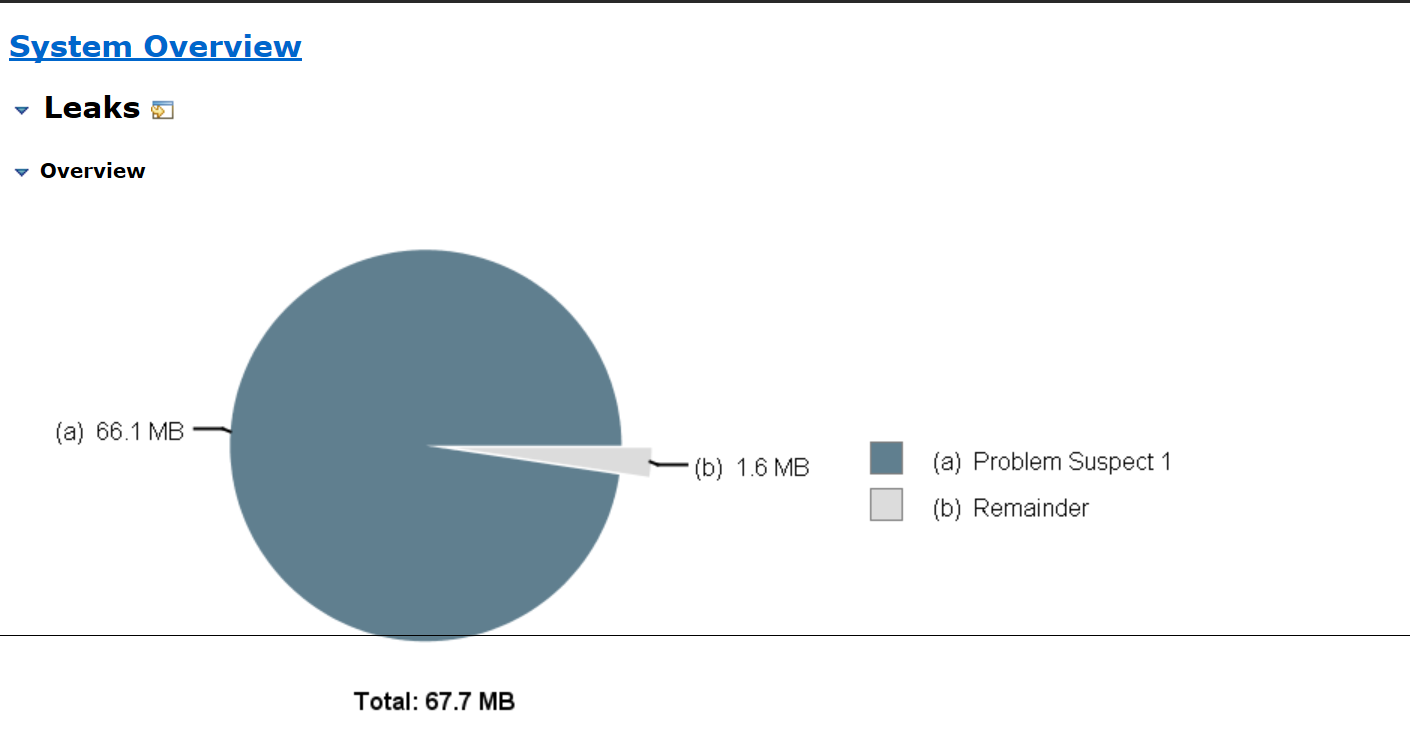 System Overview
Leaks
Overview
(a) 66.1 MB
(b) 1.6 MB
(a) Problem Suspect 1
(b) Remainder
Total: 67.7 MB